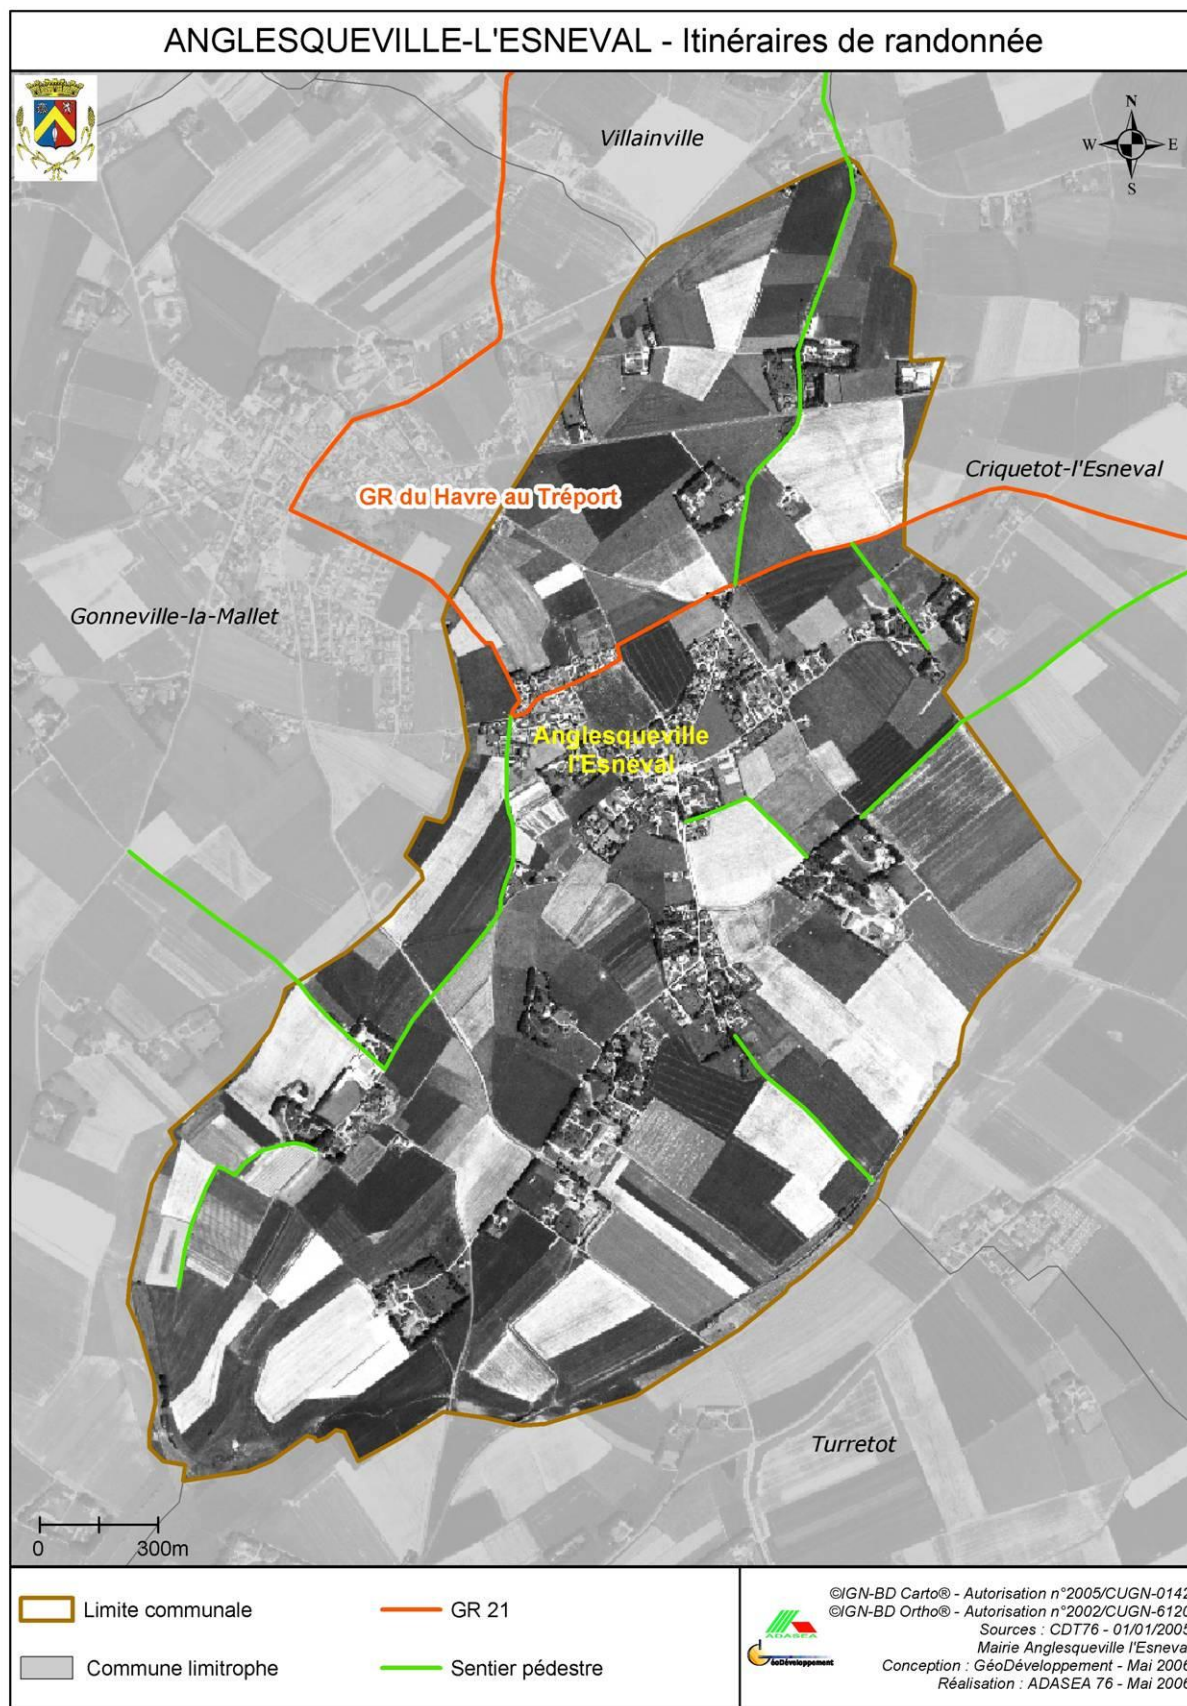 ANGLESQUEVILLE-L'ESNEVAL - Itinéraires de randonnée
Villainville
N
W E
S
Criquetot-l'Esneval
GR du Havre au Tréport
Gonneville-la-Mallet
Anglesqueville
l'Esneval
Turretot
0 300m
Limite communale
GR 21
Commune limitrophe
Sentier pédestre
ADASEA
GéoDéveloppement
©IGN-BD Carto® - Autorisation n°2005/CUGN-0142
©IGN-BD Ortho® - Autorisation n°2002/CUGN-6120
Sources : CDT76 - 01/01/2005
Mairie Anglesqueville l'Esneval
Conception : GéoDéveloppement - Mai 2006
Réalisation : ADASEA 76 - Mai 2006